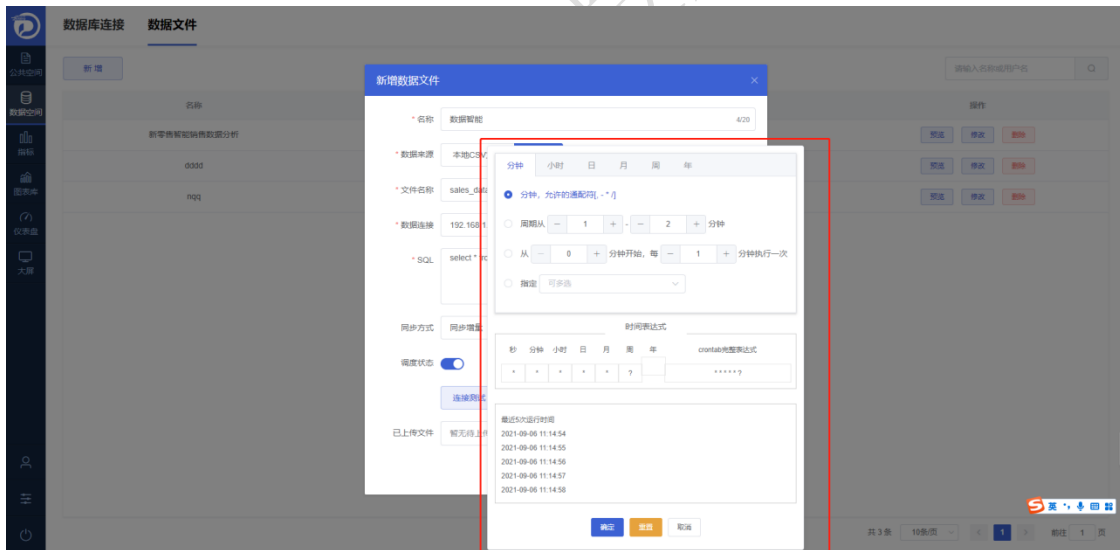 数据库连接 数据文件
公共空间
数据空间
指标
图表库
仪表盘
大屏
新增
请输入名称或用户名
名称
操作
新零售智能销售数据分析
预览 修改 删除
dddd
预览 修改 删除
nqq
预览 修改 删除
新增数据文件
* 名称 数据智能 4/20
* 数据来源 本地CSV
* 文件名称 sales_data
* 数据连接 192.168.1
* SQL select * fro
同步方式 同步增量
调度状态
连接测试
已上传文件 暂无待上传
分钟 小时 日 月 周 年
分钟，允许的通配符[, - * /]
周期从 － 1 ＋ - － 2 ＋ 分钟
从 － 0 ＋ 分钟开始，每 － 1 ＋ 分钟执行一次
指定 可多选
时间表达式
秒 分钟 小时 日 月 周 年 crontab完整表达式
* * * * * ? * * * * * ?
最近5次运行时间
2021-09-06 11:14:54
2021-09-06 11:14:55
2021-09-06 11:14:56
2021-09-06 11:14:57
2021-09-06 11:14:58
确定 重置 取消
英
共 3 条 10条/页 < 1 > 前往 1 页